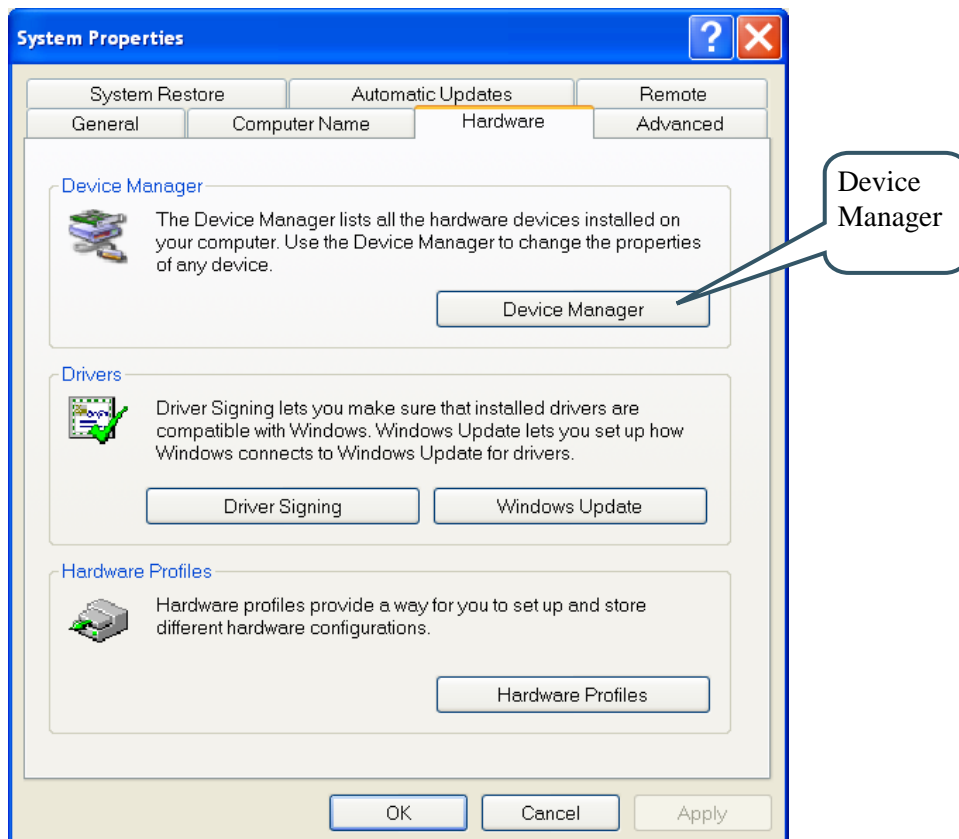 System Properties
System Restore Automatic Updates Remote
General Computer Name Hardware Advanced
Device Manager
The Device Manager lists all the hardware devices installed on
your computer. Use the Device Manager to change the properties
of any device.
Device Manager
Device
Manager
Drivers
Driver Signing lets you make sure that installed drivers are
compatible with Windows. Windows Update lets you set up how
Windows connects to Windows Update for drivers.
Driver Signing Windows Update
Hardware Profiles
Hardware profiles provide a way for you to set up and store
different hardware configurations.
Hardware Profiles
OK Cancel Apply